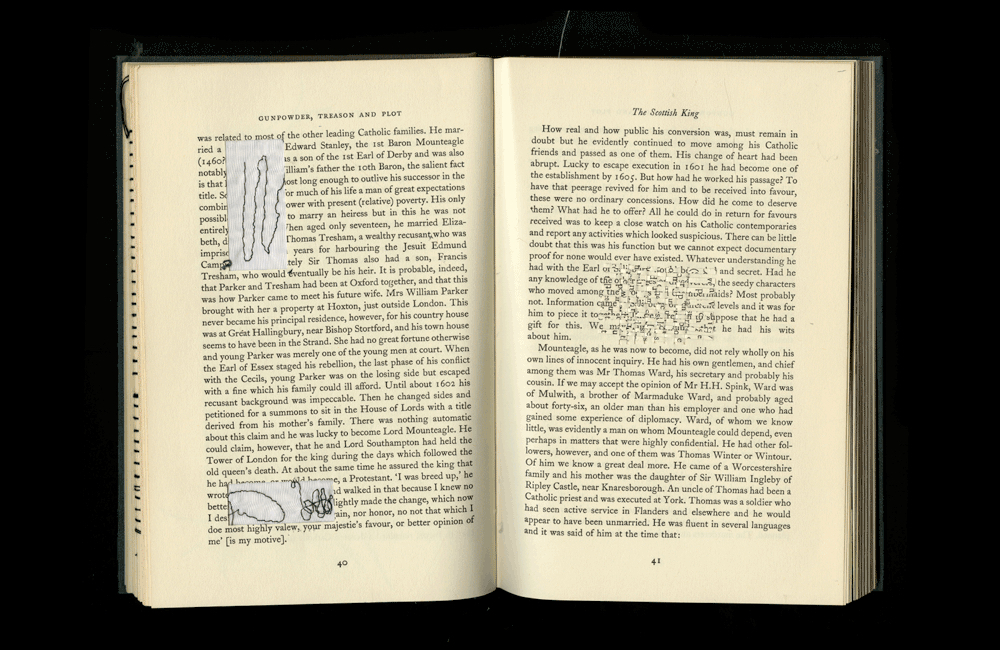 GUNPOWDER, TREASON AND PLOT
was related to most of the other leading Catholic families. He mar-
ried a Edward Stanley, the 1st Baron Mounteagle
(1460? as a son of the 1st Earl of Derby and was also
notably illiam's father the 10th Baron, the salient fact
is that most long enough to outlive his successor in the
title. So for much of his life a man of great expectations
combin power with present (relative) poverty. His only
possibl to marry an heiress but in this he was not
entirely When aged only seventeen, he married Eliza-
beth, d Thomas Tresham, a wealthy recusant, who was
impriso years for harbouring the Jesuit Edmund
Camp tely Sir Thomas also had a son, Francis
Tresham, who would eventually be his heir. It is probable, indeed,
that Parker and Tresham had been at Oxford together, and that this
was how Parker came to meet his future wife. Mrs William Parker
brought with her a property at Hoxton, just outside London. This
never became his principal residence, however, for his country house
was at Great Hallingbury, near Bishop Stortford, and his town house
seems to have been in the Strand. She had no great fortune otherwise
and young Parker was merely one of the young men at court. When
the Earl of Essex staged his rebellion, the last phase of his conflict
with the Cecils, young Parker was on the losing side but escaped
with a fine which his family could ill afford. Until about 1602 his
recusant background was impeccable. Then he changed sides and
petitioned for a summons to sit in the House of Lords with a title
derived from his mother's family. There was nothing automatic
about this claim and he was lucky to become Lord Mounteagle. He
could claim, however, that he and Lord Southampton had held the
Tower of London for the king during the days which followed the
old queen's death. At about the same time he assured the king that
he had become, or would become, a Protestant. 'I was breed up,' he
wrote nd walked in that because I knew no
bette lightly made the change, which now
I des ain, nor honor, no not that which I
doe most highly valew, your majestie's favour, or better opinion of
me' [is my motive].
40
The Scottish King
How real and how public his conversion was, must remain in
doubt but he evidently continued to move among his Catholic
friends and passed as one of them. His change of heart had been
abrupt. Lucky to escape execution in 1601 he had become one of
the establishment by 1605. But how had he worked his passage? To
have that peerage revived for him and to be received into favour,
these were no ordinary concessions. How did he come to deserve
them? What had he to offer? All he could do in return for favours
received was to keep a close watch on his Catholic contemporaries
and report any activities which looked suspicious. There can be little
doubt that this was his function but we cannot expect documentary
proof for none would ever have existed. Whatever understanding he
had with the Earl and secret. Had he
any knowledge of the the seedy characters
who moved among the mermaids? Most probably
not. Information came levels and it was for
him to piece it to suppose that he had a
gift for this. We he had his wits
about him.
Mounteagle, as he was now to become, did not rely wholly on his
own lines of innocent inquiry. He had his own gentlemen, and chief
among them was Mr Thomas Ward, his secretary and probably his
cousin. If we may accept the opinion of Mr H.H. Spink, Ward was
of Mulwith, a brother of Marmaduke Ward, and probably aged
about forty-six, an older man than his employer and one who had
gained some experience of diplomacy. Ward, of whom we know
little, was evidently a man on whom Mounteagle could depend, even
perhaps in matters that were highly confidential. He had other fol-
lowers, however, and one of them was Thomas Winter or Wintour.
Of him we know a great deal more. He came of a Worcestershire
family and his mother was the daughter of Sir William Ingleby of
Ripley Castle, near Knaresborough. An uncle of Thomas had been a
Catholic priest and was executed at York. Thomas was a soldier who
had seen active service in Flanders and elsewhere and he would
appear to have been unmarried. He was fluent in several languages
and it was said of him at the time that:
41